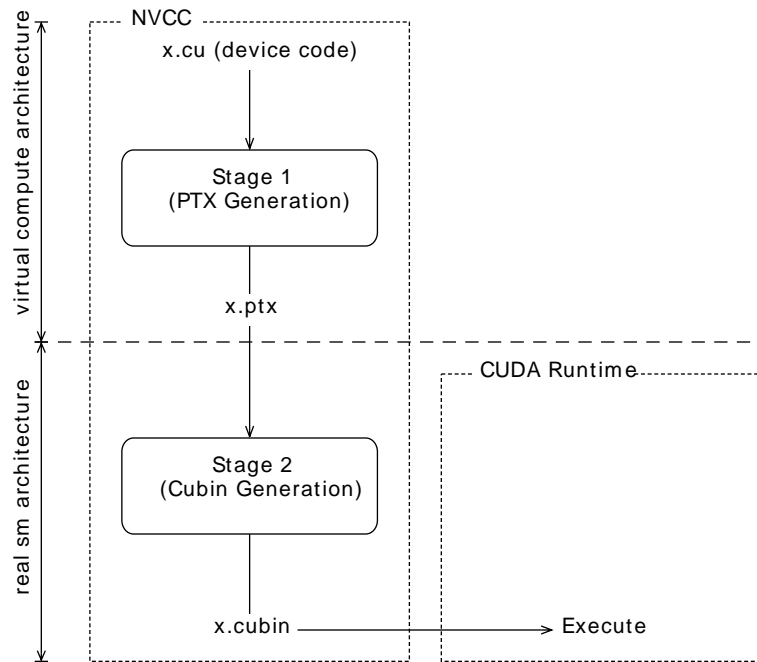 NVCC
x.cu (device code)
virtual compute architecture
Stage 1
(PTX Generation)
x.ptx
CUDA Runtime
real sm architecture
Stage 2
(Cubin Generation)
x.cubin
Execute